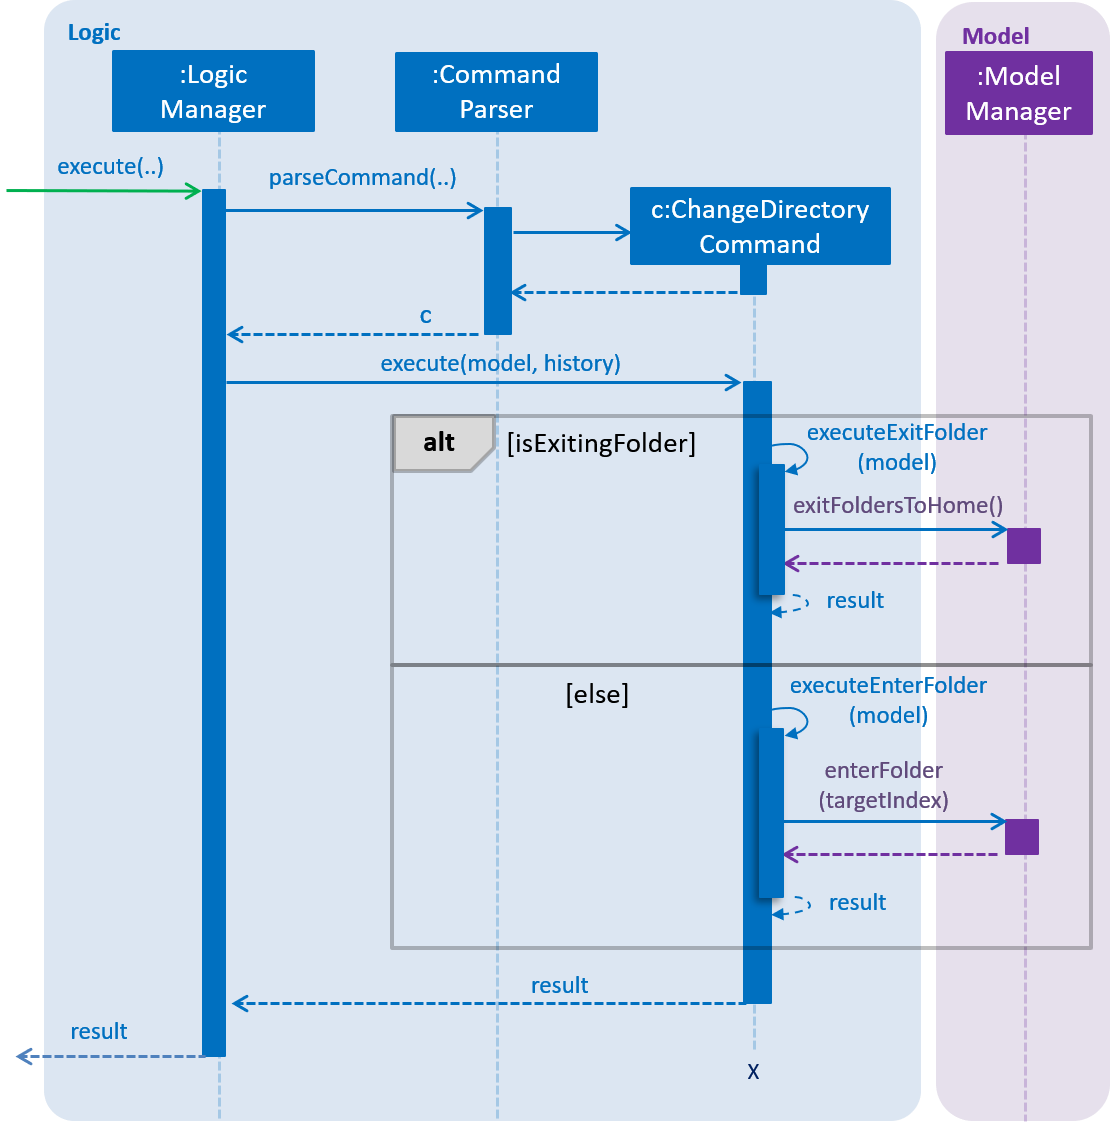 Logic
Model
:Logic
Manager
:Command
Parser
:Model
Manager
execute(..)
parseCommand(..)
c:ChangeDirectory
Command
c
execute(model, history)
alt
[isExitingFolder]
executeExitFolder
(model)
exitFoldersToHome()
result
[else]
executeEnterFolder
(model)
enterFolder
(targetIndex)
result
result
result
X